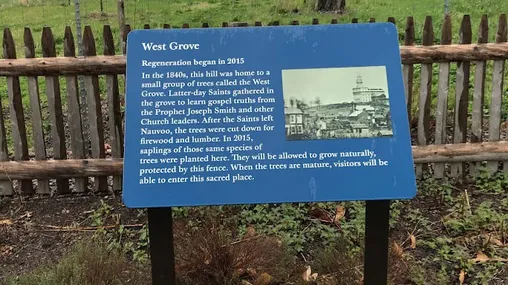 West Grove
Regeneration began in 2015
In the 1840s, this hill was home to a
small group of trees called the West
Grove. Latter-day Saints gathered in
the grove to learn gospel truths from
the Prophet Joseph Smith and other
Church leaders. After the Saints left
Nauvoo, the trees were cut down for
firewood and lumber. In 2015,
saplings of those same species of
trees were planted here. They will be allowed to grow naturally,
protected by this fence. When the trees are mature, visitors will be
able to enter this sacred place.